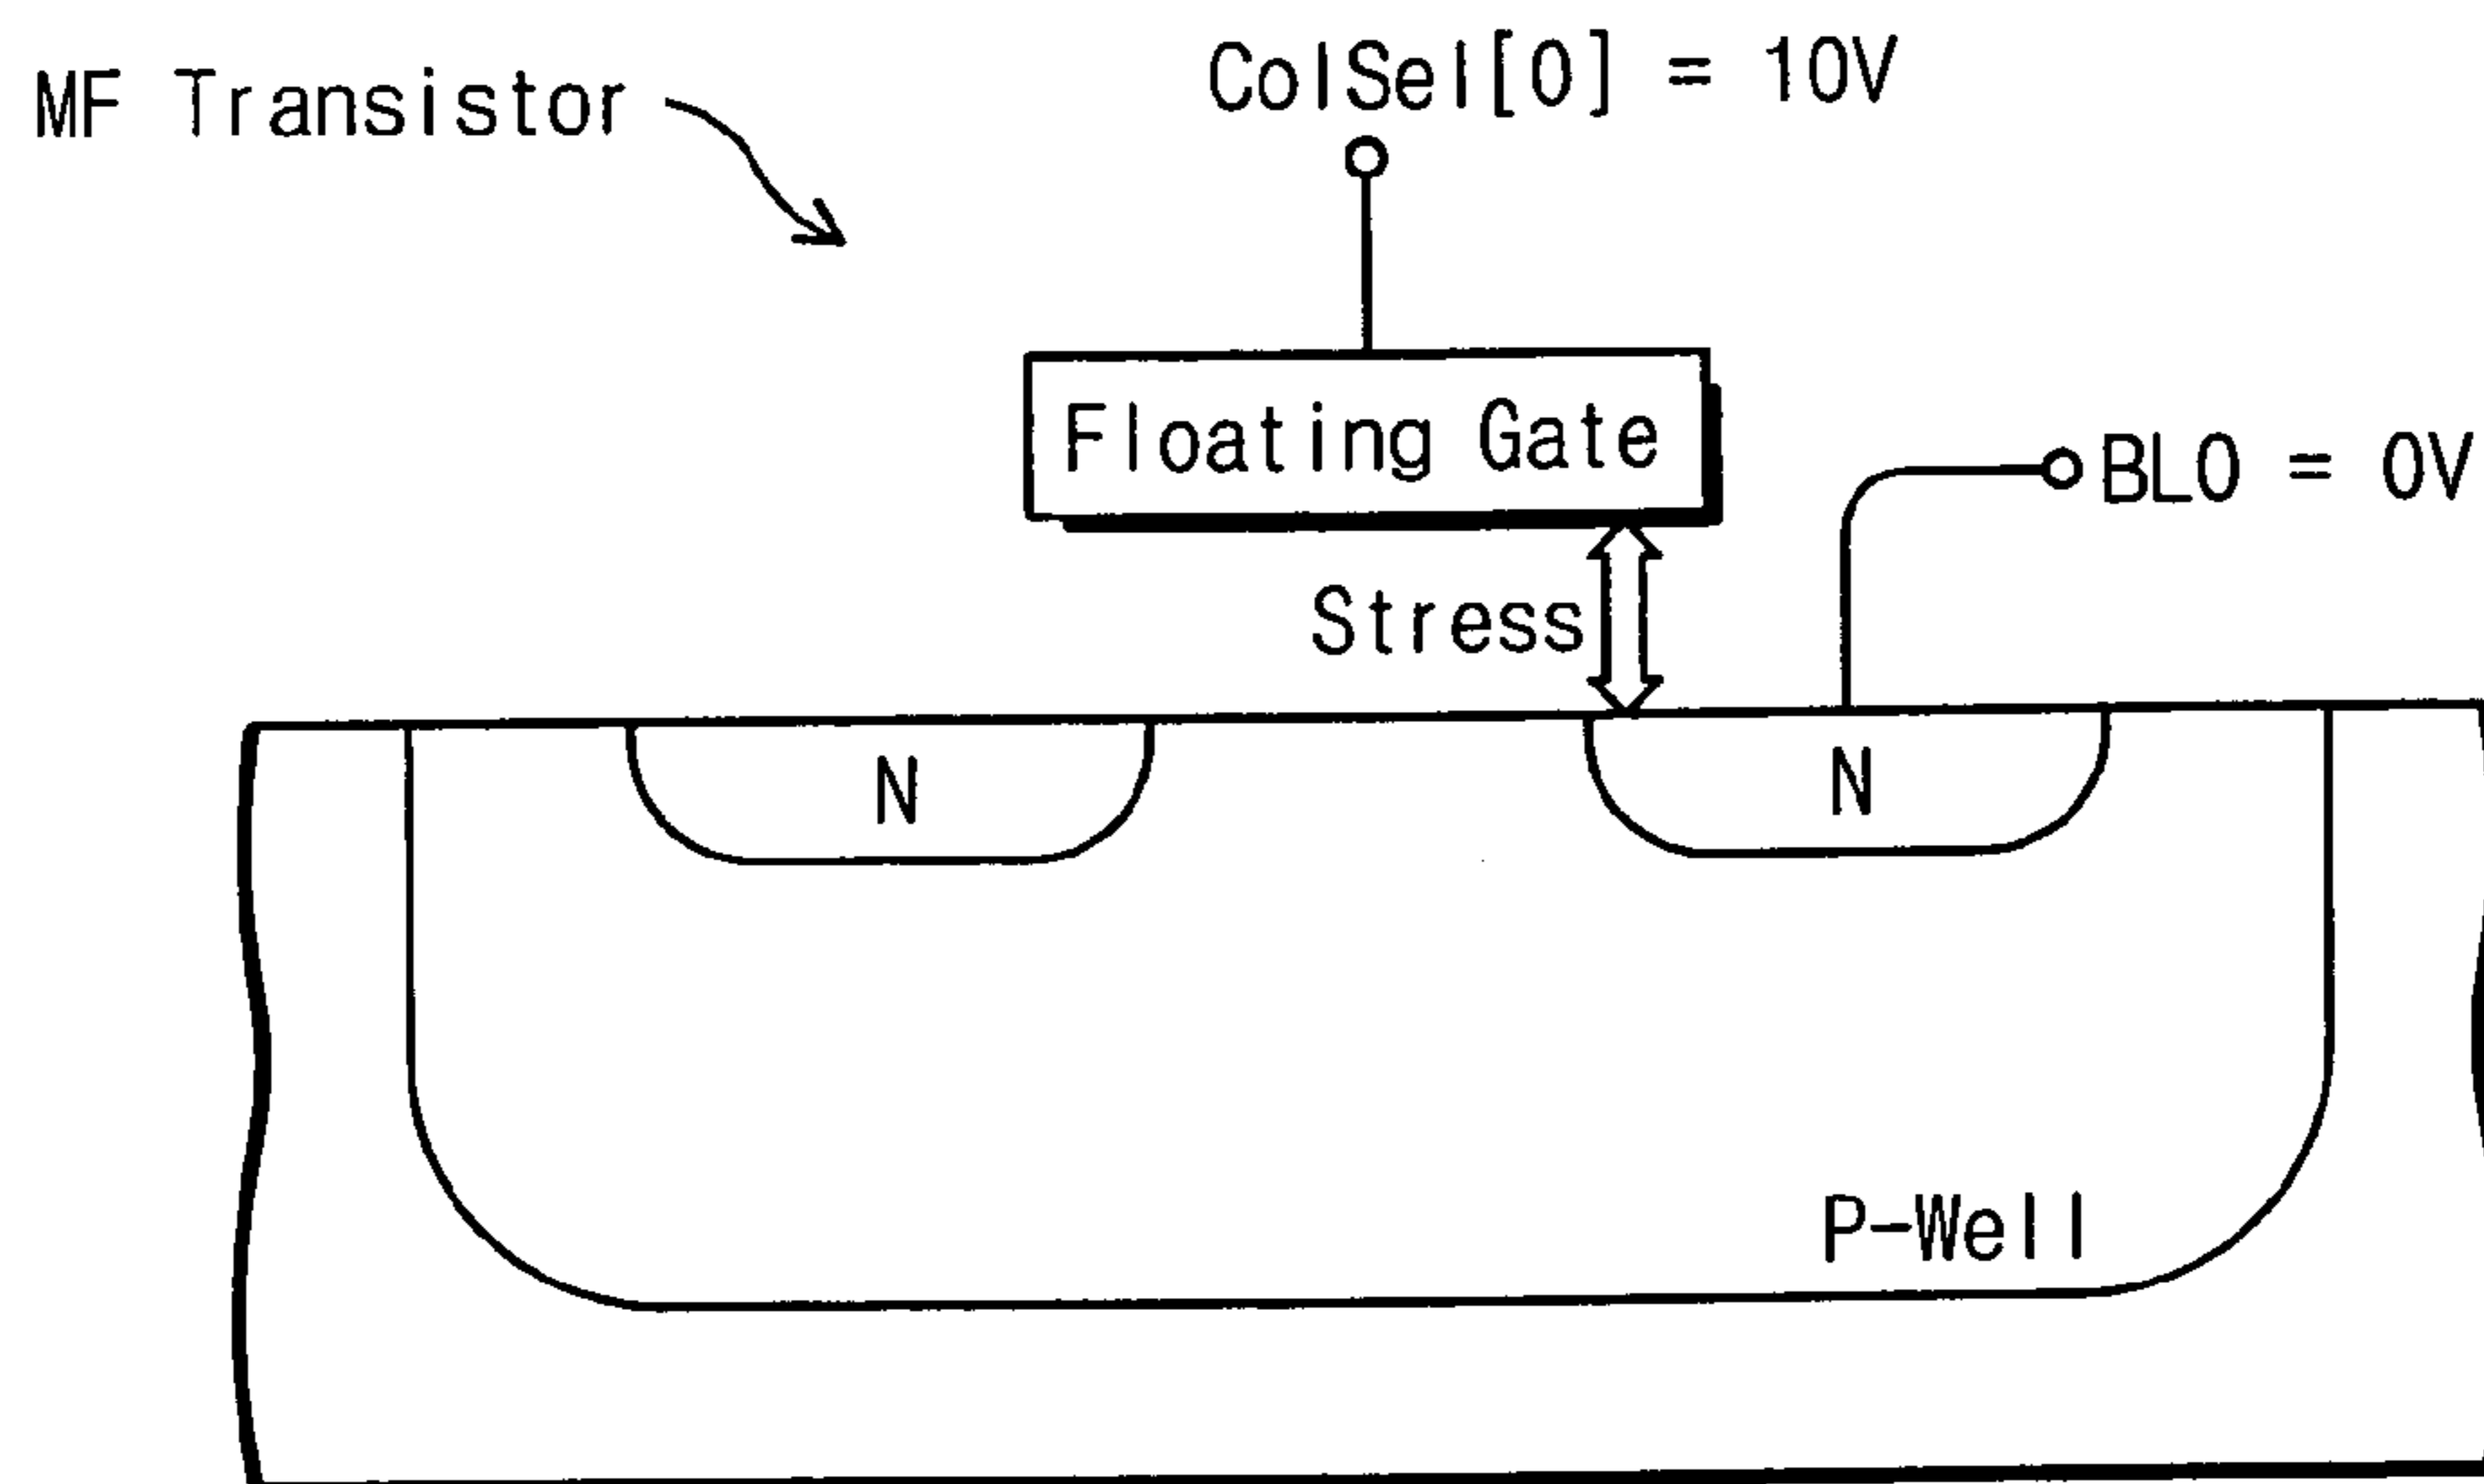 MF Transistor
ColSel[0] = 10V
Floating Gate
BL0 = 0V
Stress
N
N
P-Well